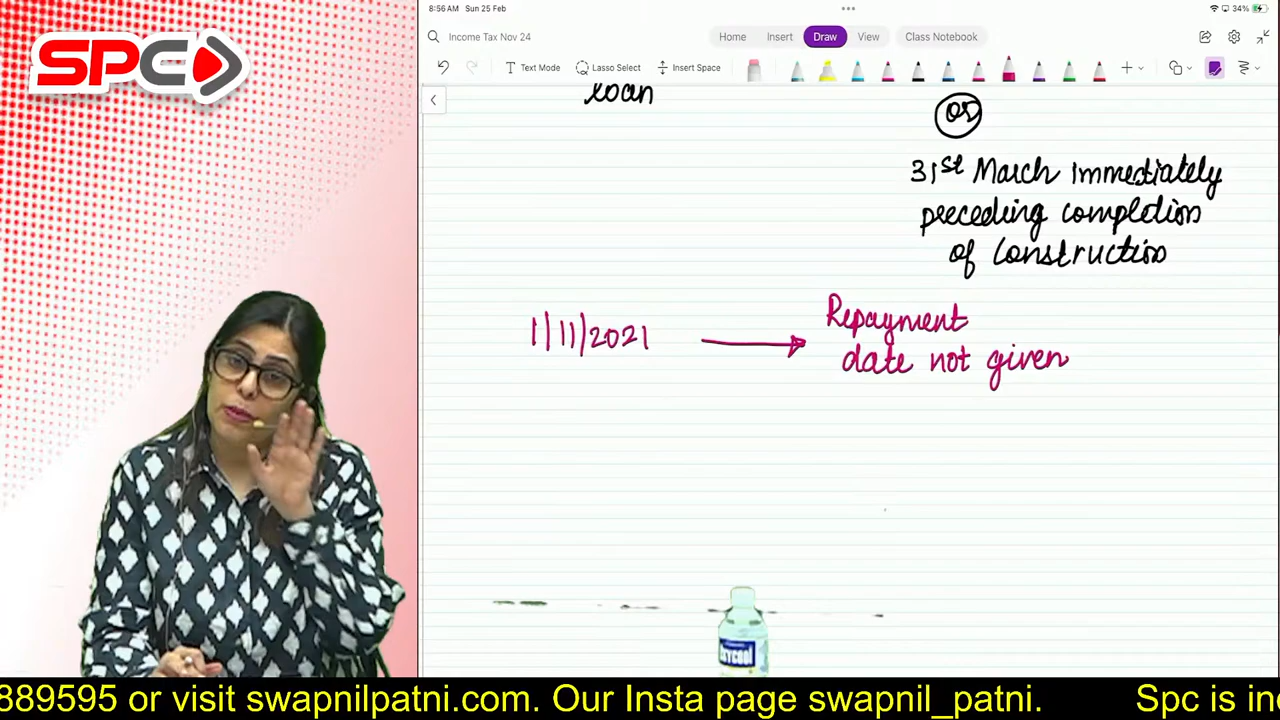 SPC
8:56 AM Sun 25 Feb
34%
Income Tax Nov 24
Home Insert Draw View Class Notebook
Text Mode Lasso Select Insert Space
loan
or
31st March immediately
preceding completion
of construction
1/11/2021
Repayment
date not given
889595 or visit swapnilpatni.com. Our Insta page swapnil_patni. Spc is in